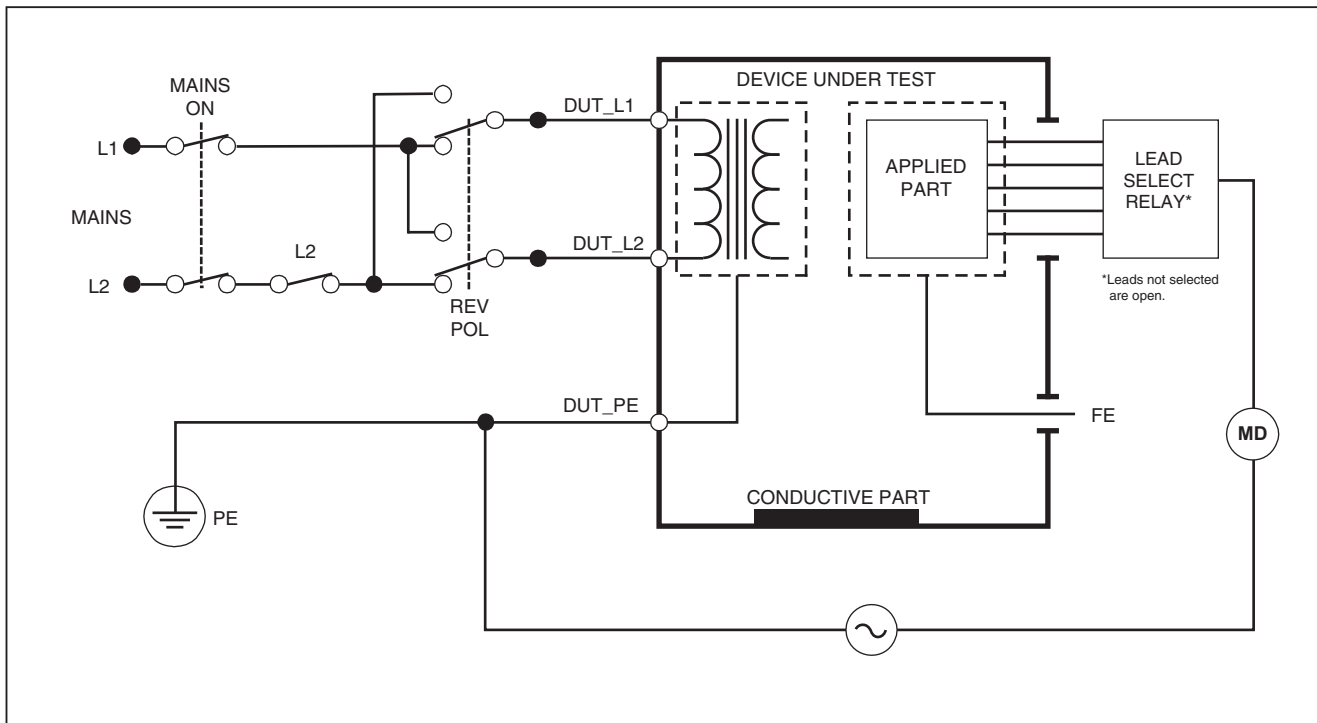 MAINS
ON
L1
MAINS
L2
L2
REV
POL
DUT_L1
DUT_L2
DUT_PE
PE
DEVICE UNDER TEST
APPLIED
PART
LEAD
SELECT
RELAY*
*Leads not selected
are open.
FE
MD
CONDUCTIVE PART